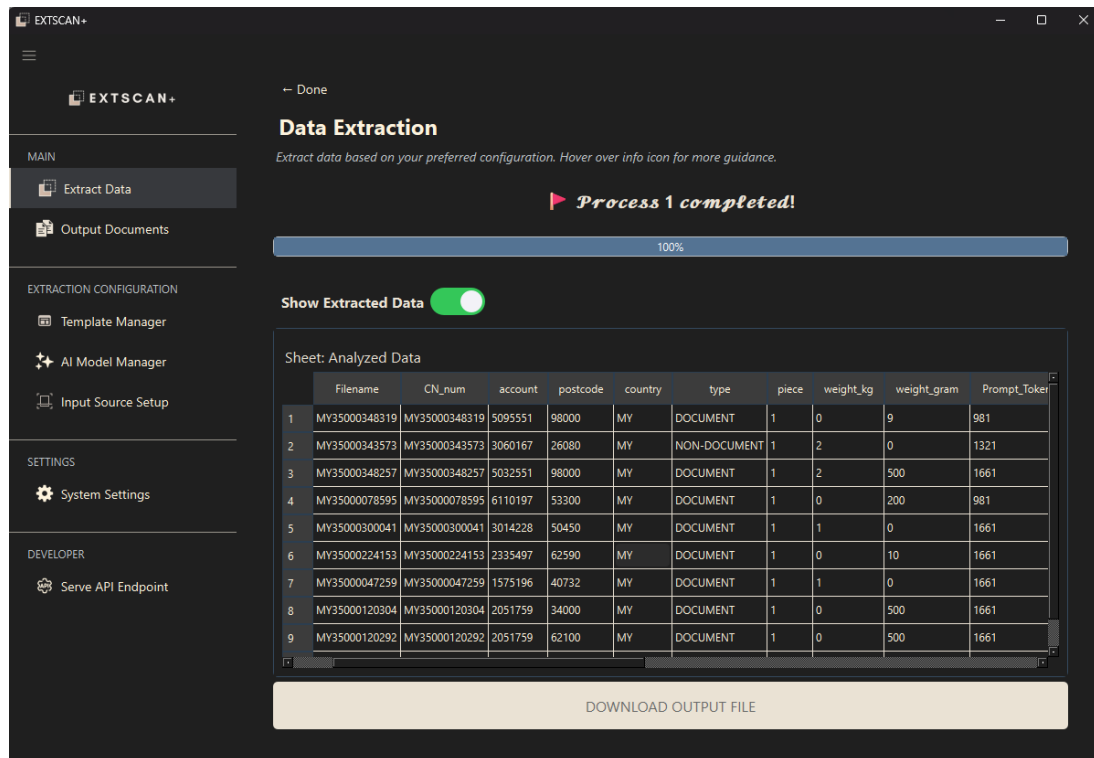 EXTSCAN+
EXTSCAN+
MAIN
Extract Data
Output Documents
EXTRACTION CONFIGURATION
Template Manager
AI Model Manager
Input Source Setup
SETTINGS
System Settings
DEVELOPER
Serve API Endpoint
← Done
Data Extraction
Extract data based on your preferred configuration. Hover over info icon for more guidance.
Process 1 completed!
100%
Show Extracted Data
Sheet: Analyzed Data
Filename CN_num account postcode country type piece weight_kg weight_gram Prompt_Token
1 MY35000348319 MY35000348319 5095551 98000 MY DOCUMENT 1 0 9 981
2 MY35000343573 MY35000343573 3060167 26080 MY NON-DOCUMENT 1 2 0 1321
3 MY35000348257 MY35000348257 5032551 98000 MY DOCUMENT 1 2 500 1661
4 MY35000078595 MY35000078595 6110197 53300 MY DOCUMENT 1 0 200 981
5 MY35000300041 MY35000300041 3014228 50450 MY DOCUMENT 1 1 0 1661
6 MY35000224153 MY35000224153 2335497 62590 MY DOCUMENT 1 0 10 1661
7 MY35000047259 MY35000047259 1575196 40732 MY DOCUMENT 1 1 0 1661
8 MY35000120304 MY35000120304 2051759 34000 MY DOCUMENT 1 0 500 1661
9 MY35000120292 MY35000120292 2051759 62100 MY DOCUMENT 1 0 500 1661
DOWNLOAD OUTPUT FILE